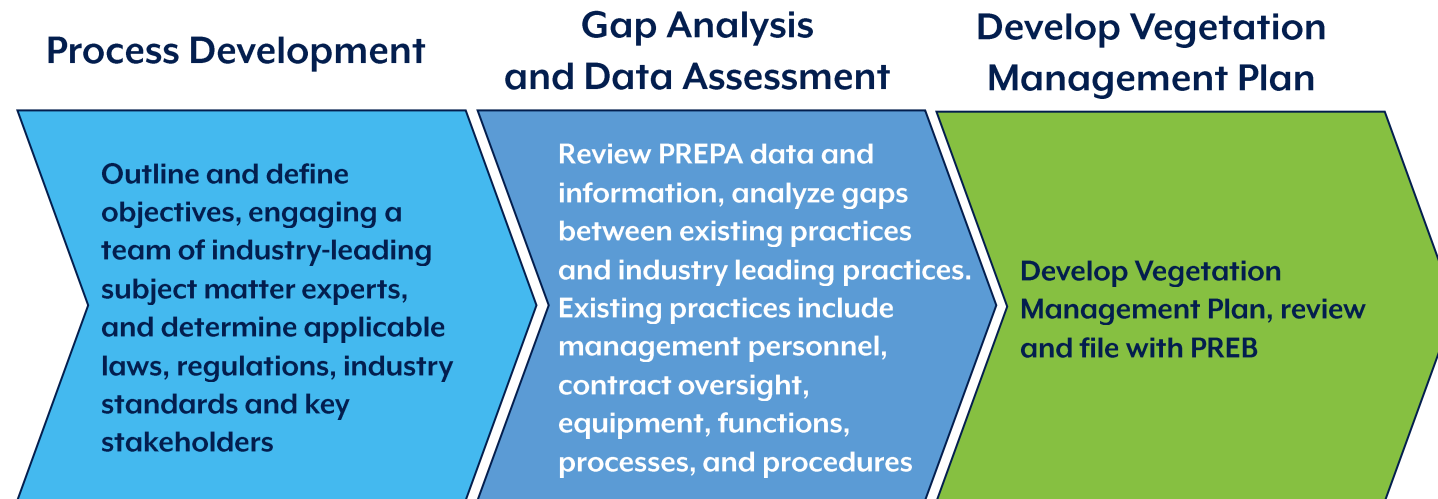 Process Development
Outline and define
objectives, engaging a
team of industry-leading
subject matter experts,
and determine applicable
laws, regulations, industry
standards and key
stakeholders
Gap Analysis
and Data Assessment
Review PREPA data and
information, analyze gaps
between existing practices
and industry leading practices.
Existing practices include
management personnel,
contract oversight,
equipment, functions,
processes, and procedures
Develop Vegetation
Management Plan
Develop Vegetation
Management Plan, review
and file with PREB